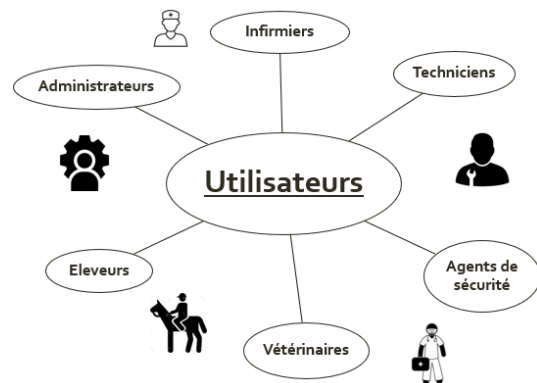 Infirmiers
Administrateurs
Techniciens
Utilisateurs
Eleveurs
Agents de
sécurité
Vétérinaires